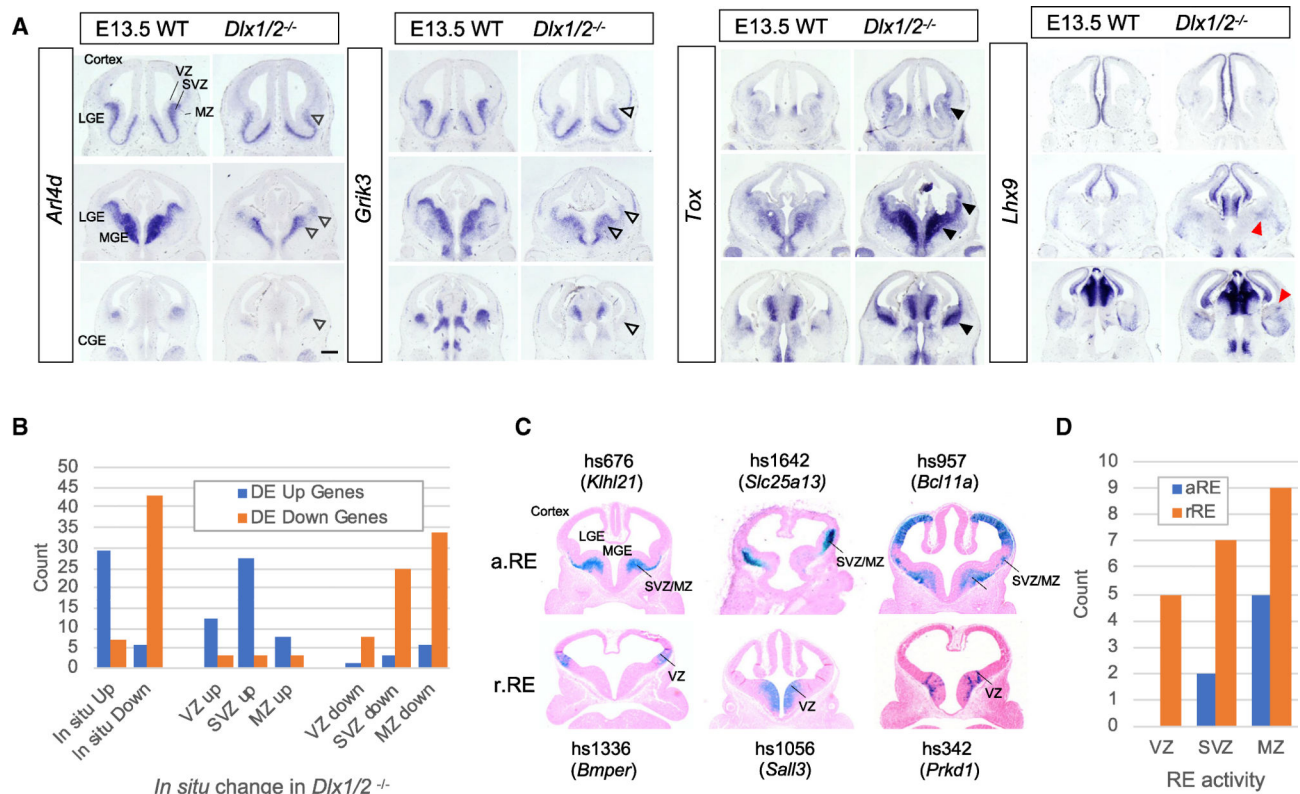 A
E13.5 WT Dlx1/2-/-
E13.5 WT Dlx1/2-/-
E13.5 WT Dlx1/2-/-
E13.5 WT Dlx1/2-/-
Arl4d
Cortex
VZ
SVZ
MZ
LGE
LGE
MGE
CGE
Grik3
Tox
Lhx9
B
50
45
40
35
30
25
20
15
10
5
0
Count
DE Up Genes
DE Down Genes
In situ Up
In situ Down
VZ up
SVZ up
MZ up
VZ down
SVZ down
MZ down
In situ change in Dlx1/2 -/-
C
hs676
(Klhl21)
hs1642
(Slc25a13)
hs957
(Bcl11a)
Cortex
LGE
MGE
a.RE
SVZ/MZ
SVZ/MZ
SVZ/MZ
r.RE
VZ
VZ
VZ
hs1336
(Bmper)
hs1056
(Sall3)
hs342
(Prkd1)
D
10
9
8
7
6
5
4
3
2
1
0
Count
aRE
rRE
VZ SVZ MZ
RE activity